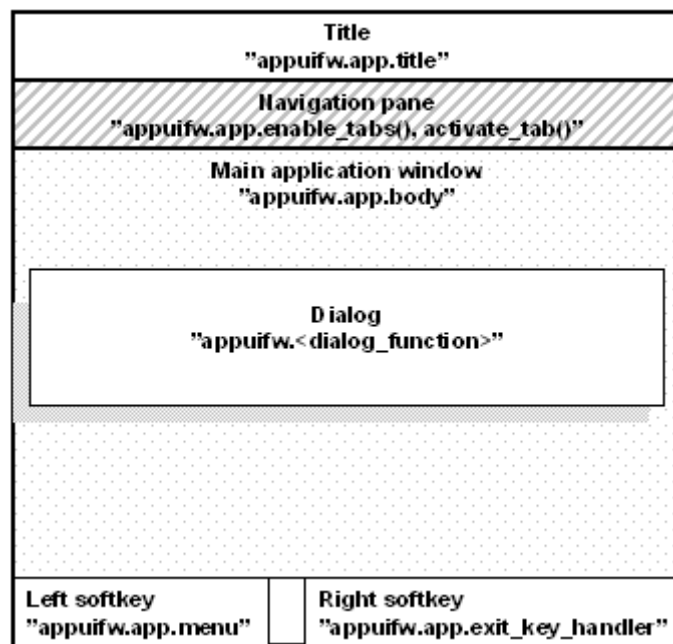 Title
”appuifw.app.title”
Navigation pane
”appuifw.app.enable_tabs(), activate_tab()”
Main application window
”appuifw.app.body”
Dialog
”appuifw.<dialog_function>”
Left softkey
”appuifw.app.menu”
Right softkey
”appuifw.app.exit_key_handler”